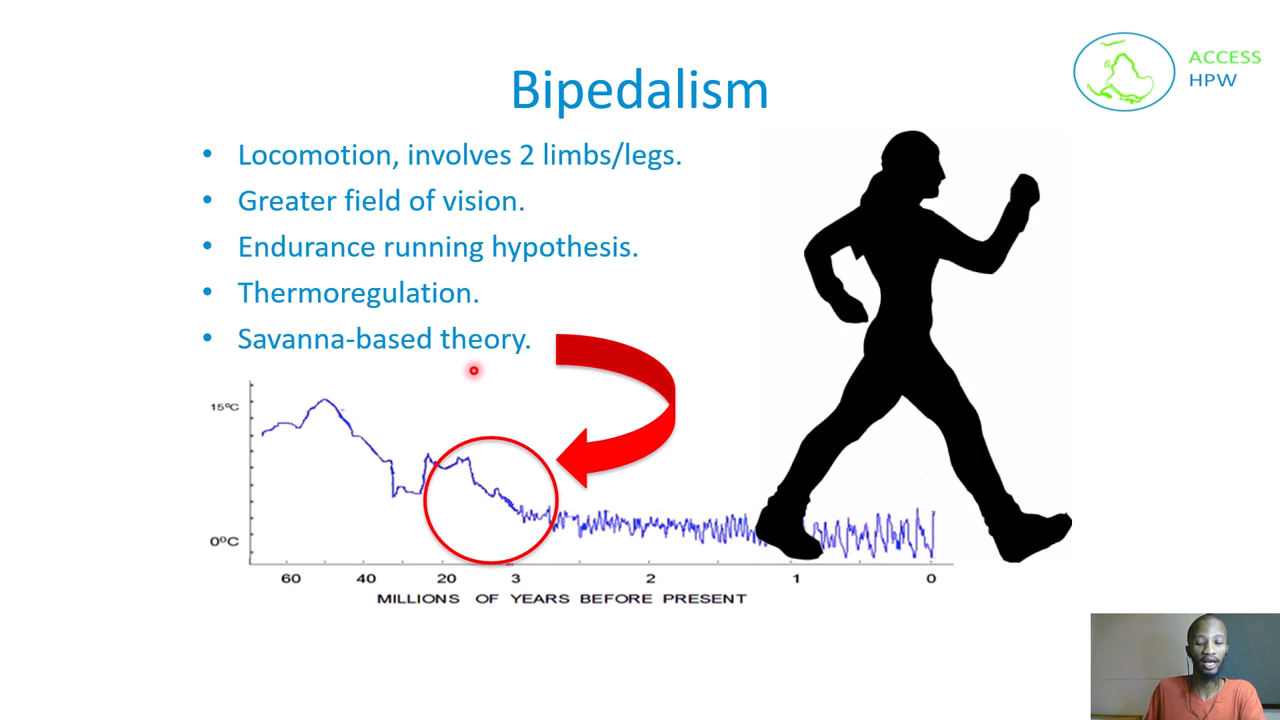 ACCESS
HPW
Bipedalism
• Locomotion, involves 2 limbs/legs.
• Greater field of vision.
• Endurance running hypothesis.
• Thermoregulation.
• Savanna-based theory.
15ºC
0ºC
60 40 20 3 2 1 0
MILLIONS OF YEARS BEFORE PRESENT